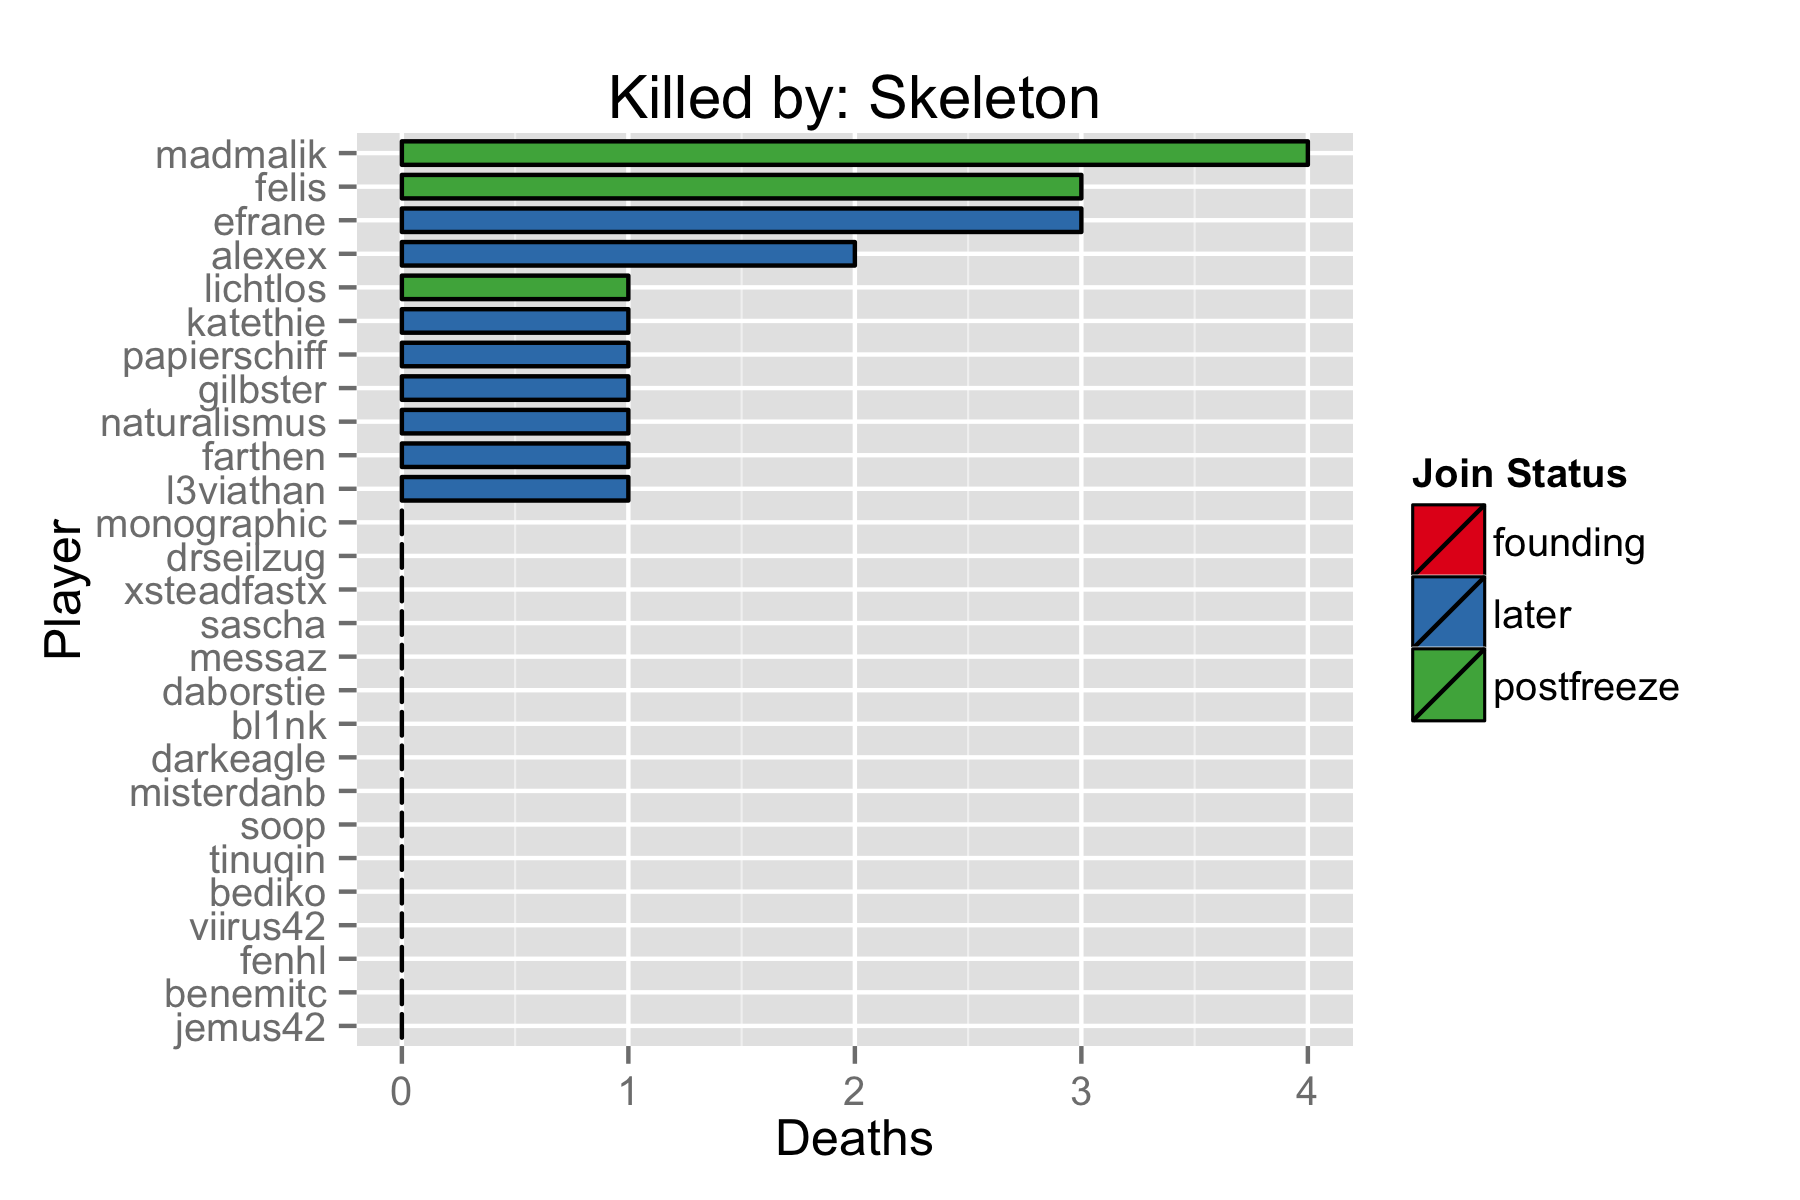 Killed by: Skeleton
Player
madmalik
felis
efrane
alexex
lichtlos
katethie
papierschiff
gilbster
naturalismus
farthen
l3viathan
monographic
drseilzug
xsteadfastx
sascha
messaz
daborstie
bl1nk
darkeagle
misterdanb
soop
tinuqin
bediko
viirus42
fenhl
benemitc
jemus42
0 1 2 3 4
Deaths
Join Status
founding
later
postfreeze